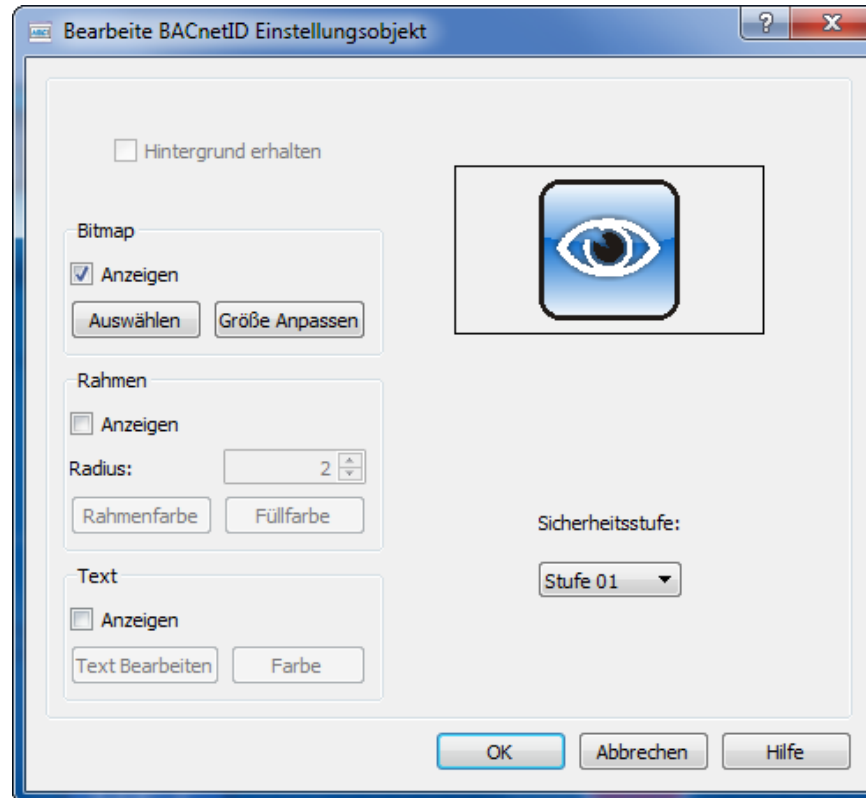 Bearbeite BACnetID Einstellungsobjekt
?
Hintergrund erhalten
Bitmap
Anzeigen
Auswählen Größe Anpassen
Rahmen
Anzeigen
Radius: 2
Rahmenfarbe Füllfarbe
Sicherheitsstufe:
Stufe 01
Text
Anzeigen
Text Bearbeiten Farbe
OK Abbrechen Hilfe